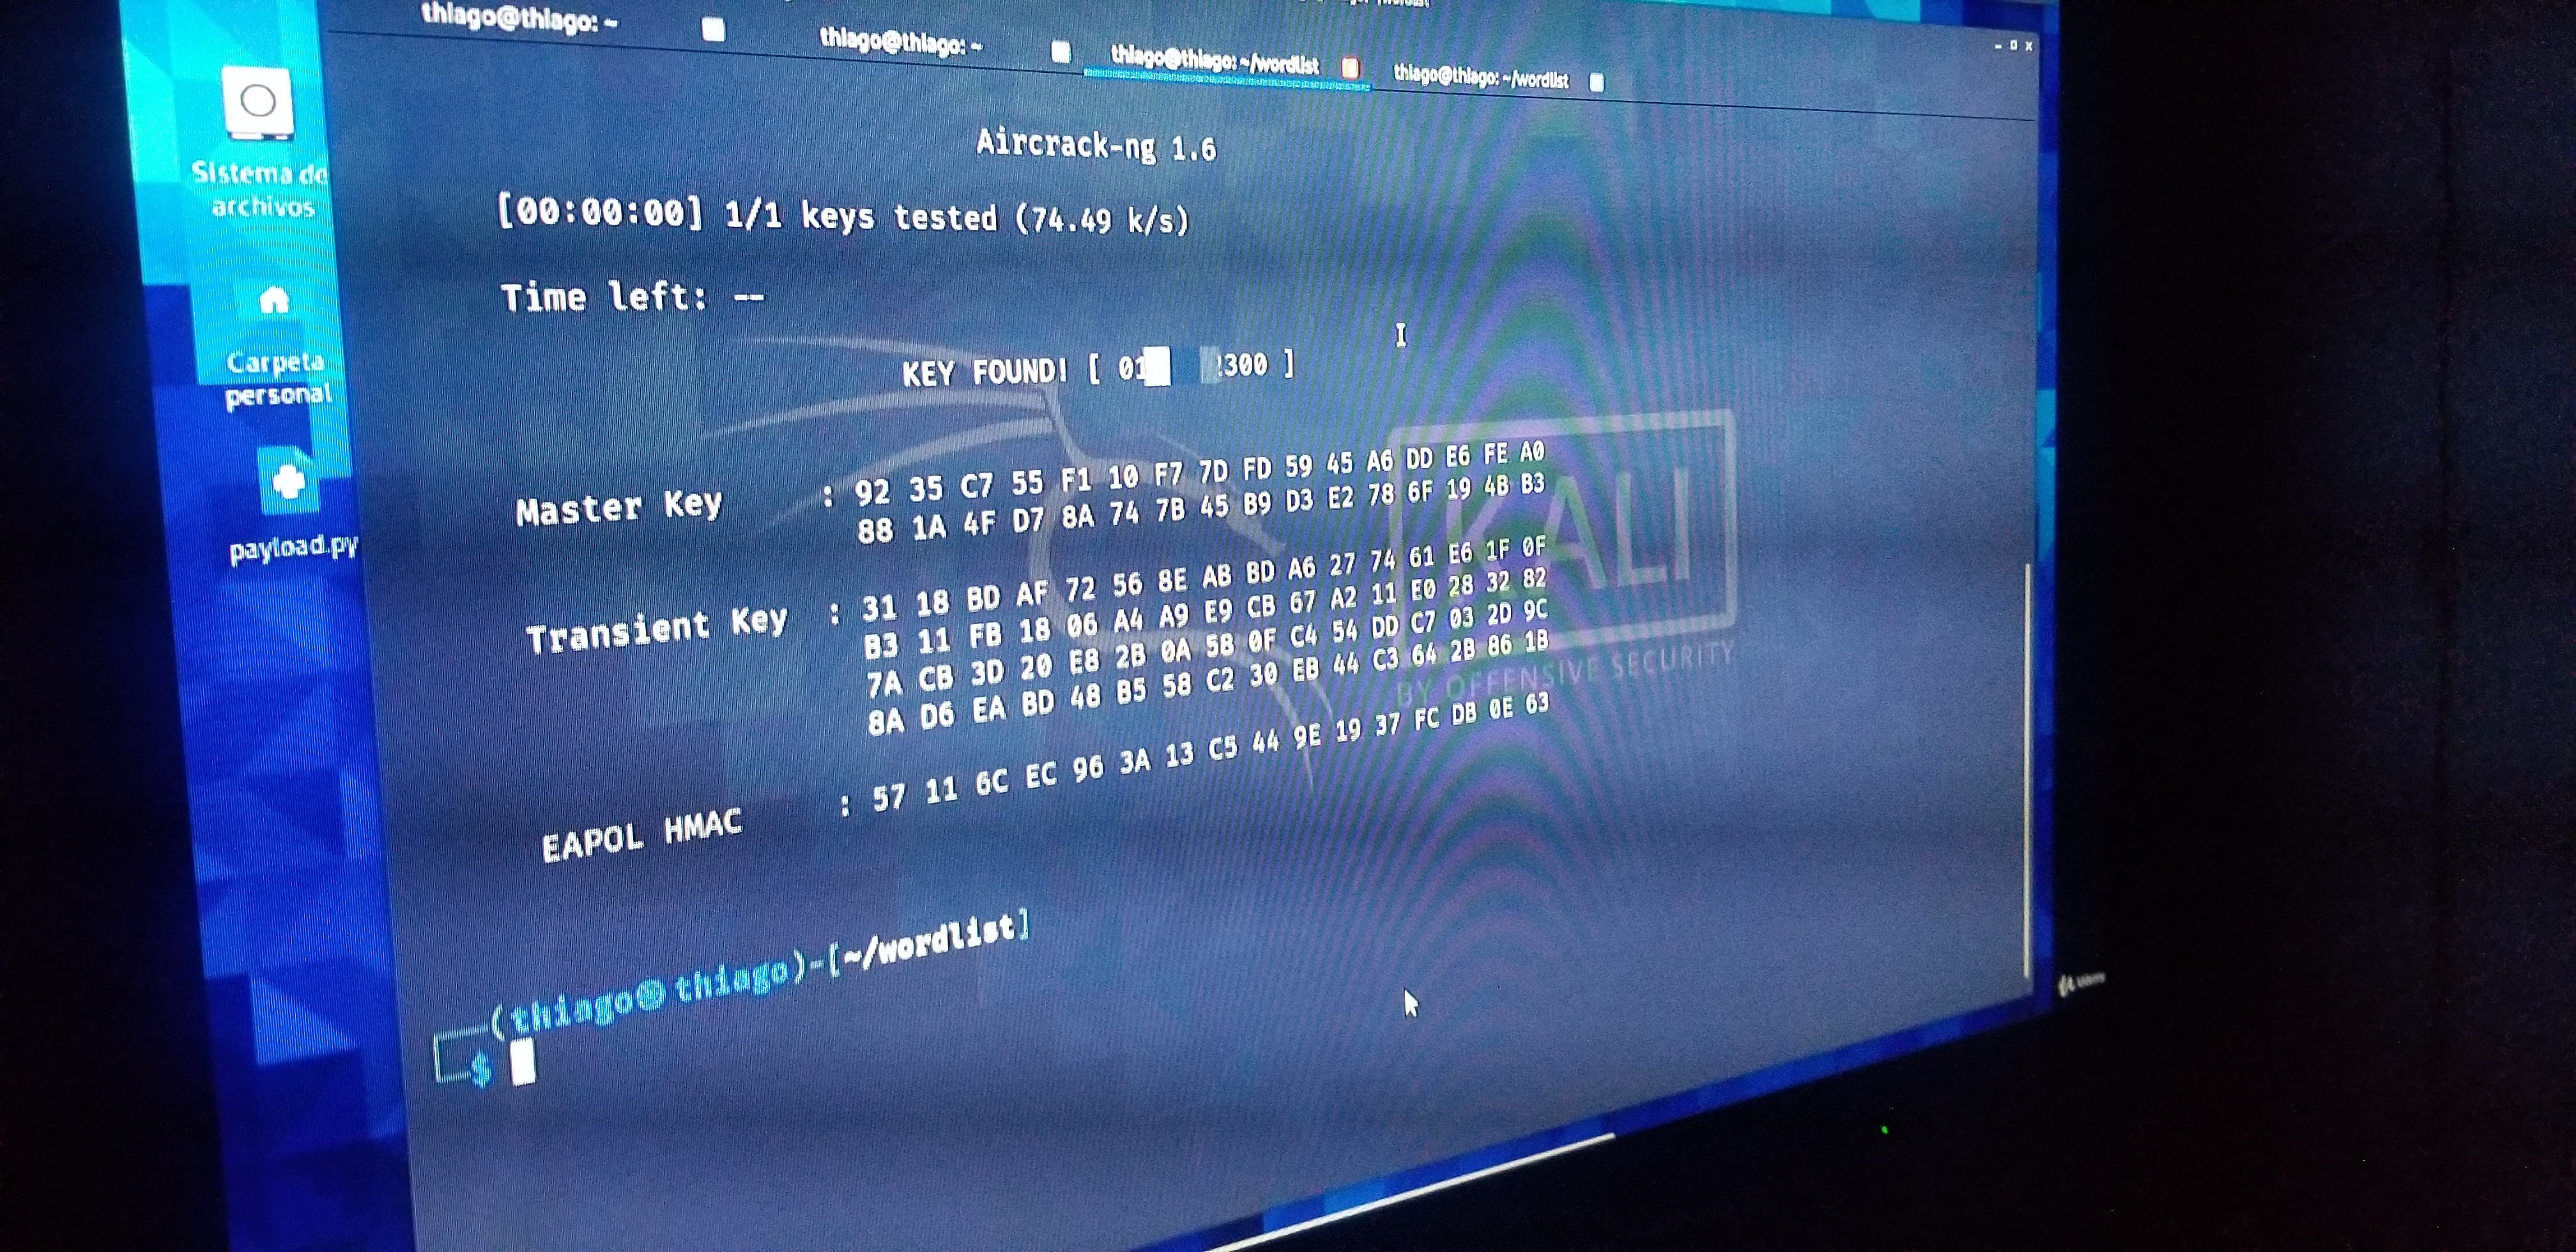 thiago@thiago: ~
thiago@thiago: ~
thiago@thiago: ~/wordlist
thiago@thiago: ~/wordlist
Aircrack-ng 1.6
[00:00:00] 1/1 keys tested (74.49 k/s)
Time left: --
KEY FOUND! [ 01 300 ]
Master Key : 92 35 C7 55 F1 10 F7 7D FD 59 45 A6 DD E6 FE A0
88 1A 4F D7 8A 74 7B 45 B9 D3 E2 78 6F 19 4B B3
Transient Key : 31 18 BD AF 72 56 8E AB BD A6 27 74 61 E6 1F 0F
B3 11 FB 18 06 A4 A9 E9 CB 67 A2 11 E0 28 32 82
7A CB 3D 20 E8 2B 0A 5B 0F C4 54 DD C7 03 2D 9C
8A D6 EA BD 48 B5 58 C2 30 EB 44 C3 64 2B 86 1B
EAPOL HMAC : 57 11 6C EC 96 3A 13 C5 44 9E 19 37 FC DB 0E 63
(thiago㉿thiago)-[~/wordlist]
$
Sistema de
archivos
Carpeta
personal
payload.py
KALI
BY OFFENSIVE SECURITY